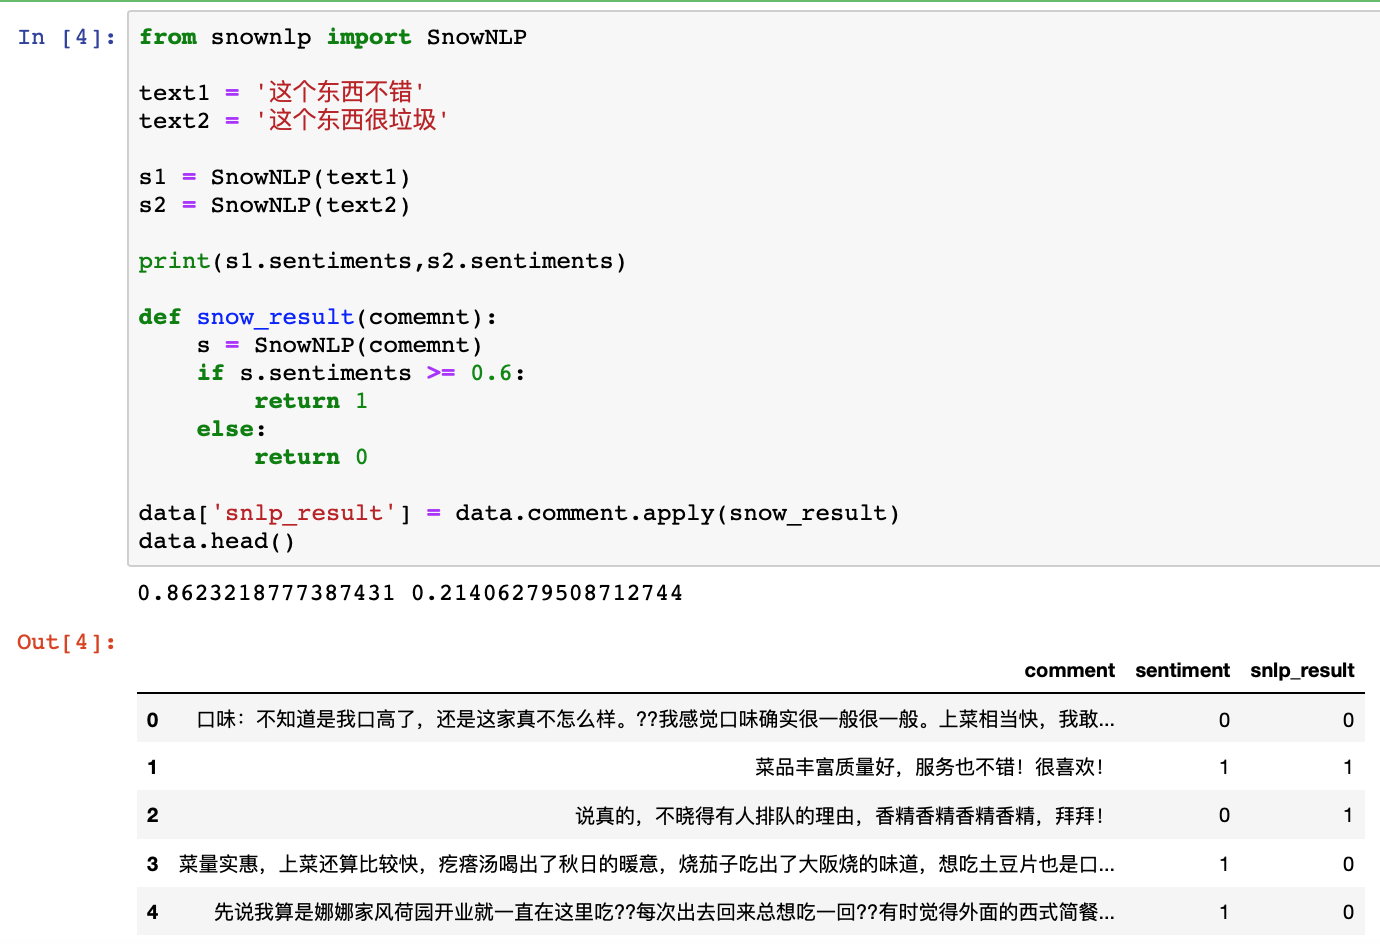 In [4]:
from snownlp import SnowNLP
text1 = '这个东西不错'
text2 = '这个东西很垃圾'
s1 = SnowNLP(text1)
s2 = SnowNLP(text2)
print(s1.sentiments,s2.sentiments)
def snow_result(comemnt):
    s = SnowNLP(comemnt)
    if s.sentiments >= 0.6:
        return 1
    else:
        return 0
data['snlp_result'] = data.comment.apply(snow_result)
data.head()
0.8623218777387431 0.21406279508712744
Out[4]:
comment sentiment snlp_result
0 口味：不知道是我口高了，还是这家真不怎么样。??我感觉口味确实很一般很一般。上菜相当快，我敢... 0 0
1 菜品丰富质量好，服务也不错！很喜欢！ 1 1
2 说真的，不晓得有人排队的理由，香精香精香精香精，拜拜！ 0 1
3 菜量实惠，上菜还算比较快，疙瘩汤喝出了秋日的暖意，烧茄子吃出了大阪烧的味道，想吃土豆片也是口... 1 0
4 先说我算是娜娜家风荷园开业就一直在这里吃??每次出去回来总想吃一回??有时觉得外面的西式简餐... 1 0